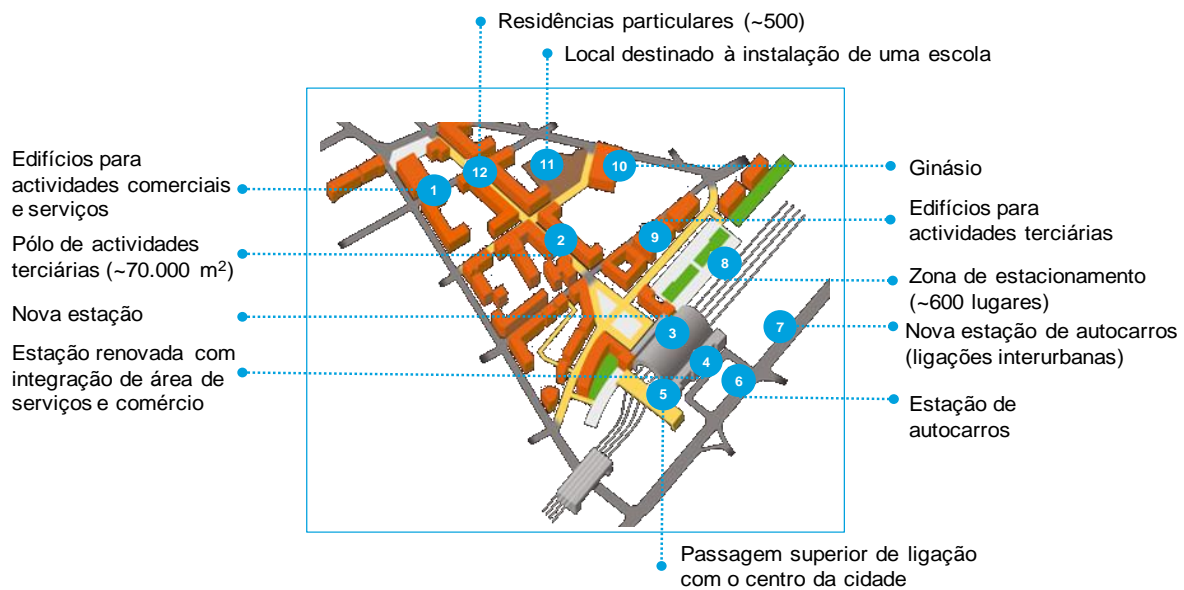 Residências particulares (~500)
Local destinado à instalação de uma escola
Edifícios para
actividades comerciais
e serviços
Pólo de actividades
terciárias (~70.000 m²)
Nova estação
Estação renovada com
integração de área de
serviços e comércio
1
12
11
10
2
9
8
3
4
7
6
5
Ginásio
Edifícios para
actividades terciárias
Zona de estacionamento
(~600 lugares)
Nova estação de autocarros
(ligações interurbanas)
Estação de
autocarros
Passagem superior de ligação
com o centro da cidade